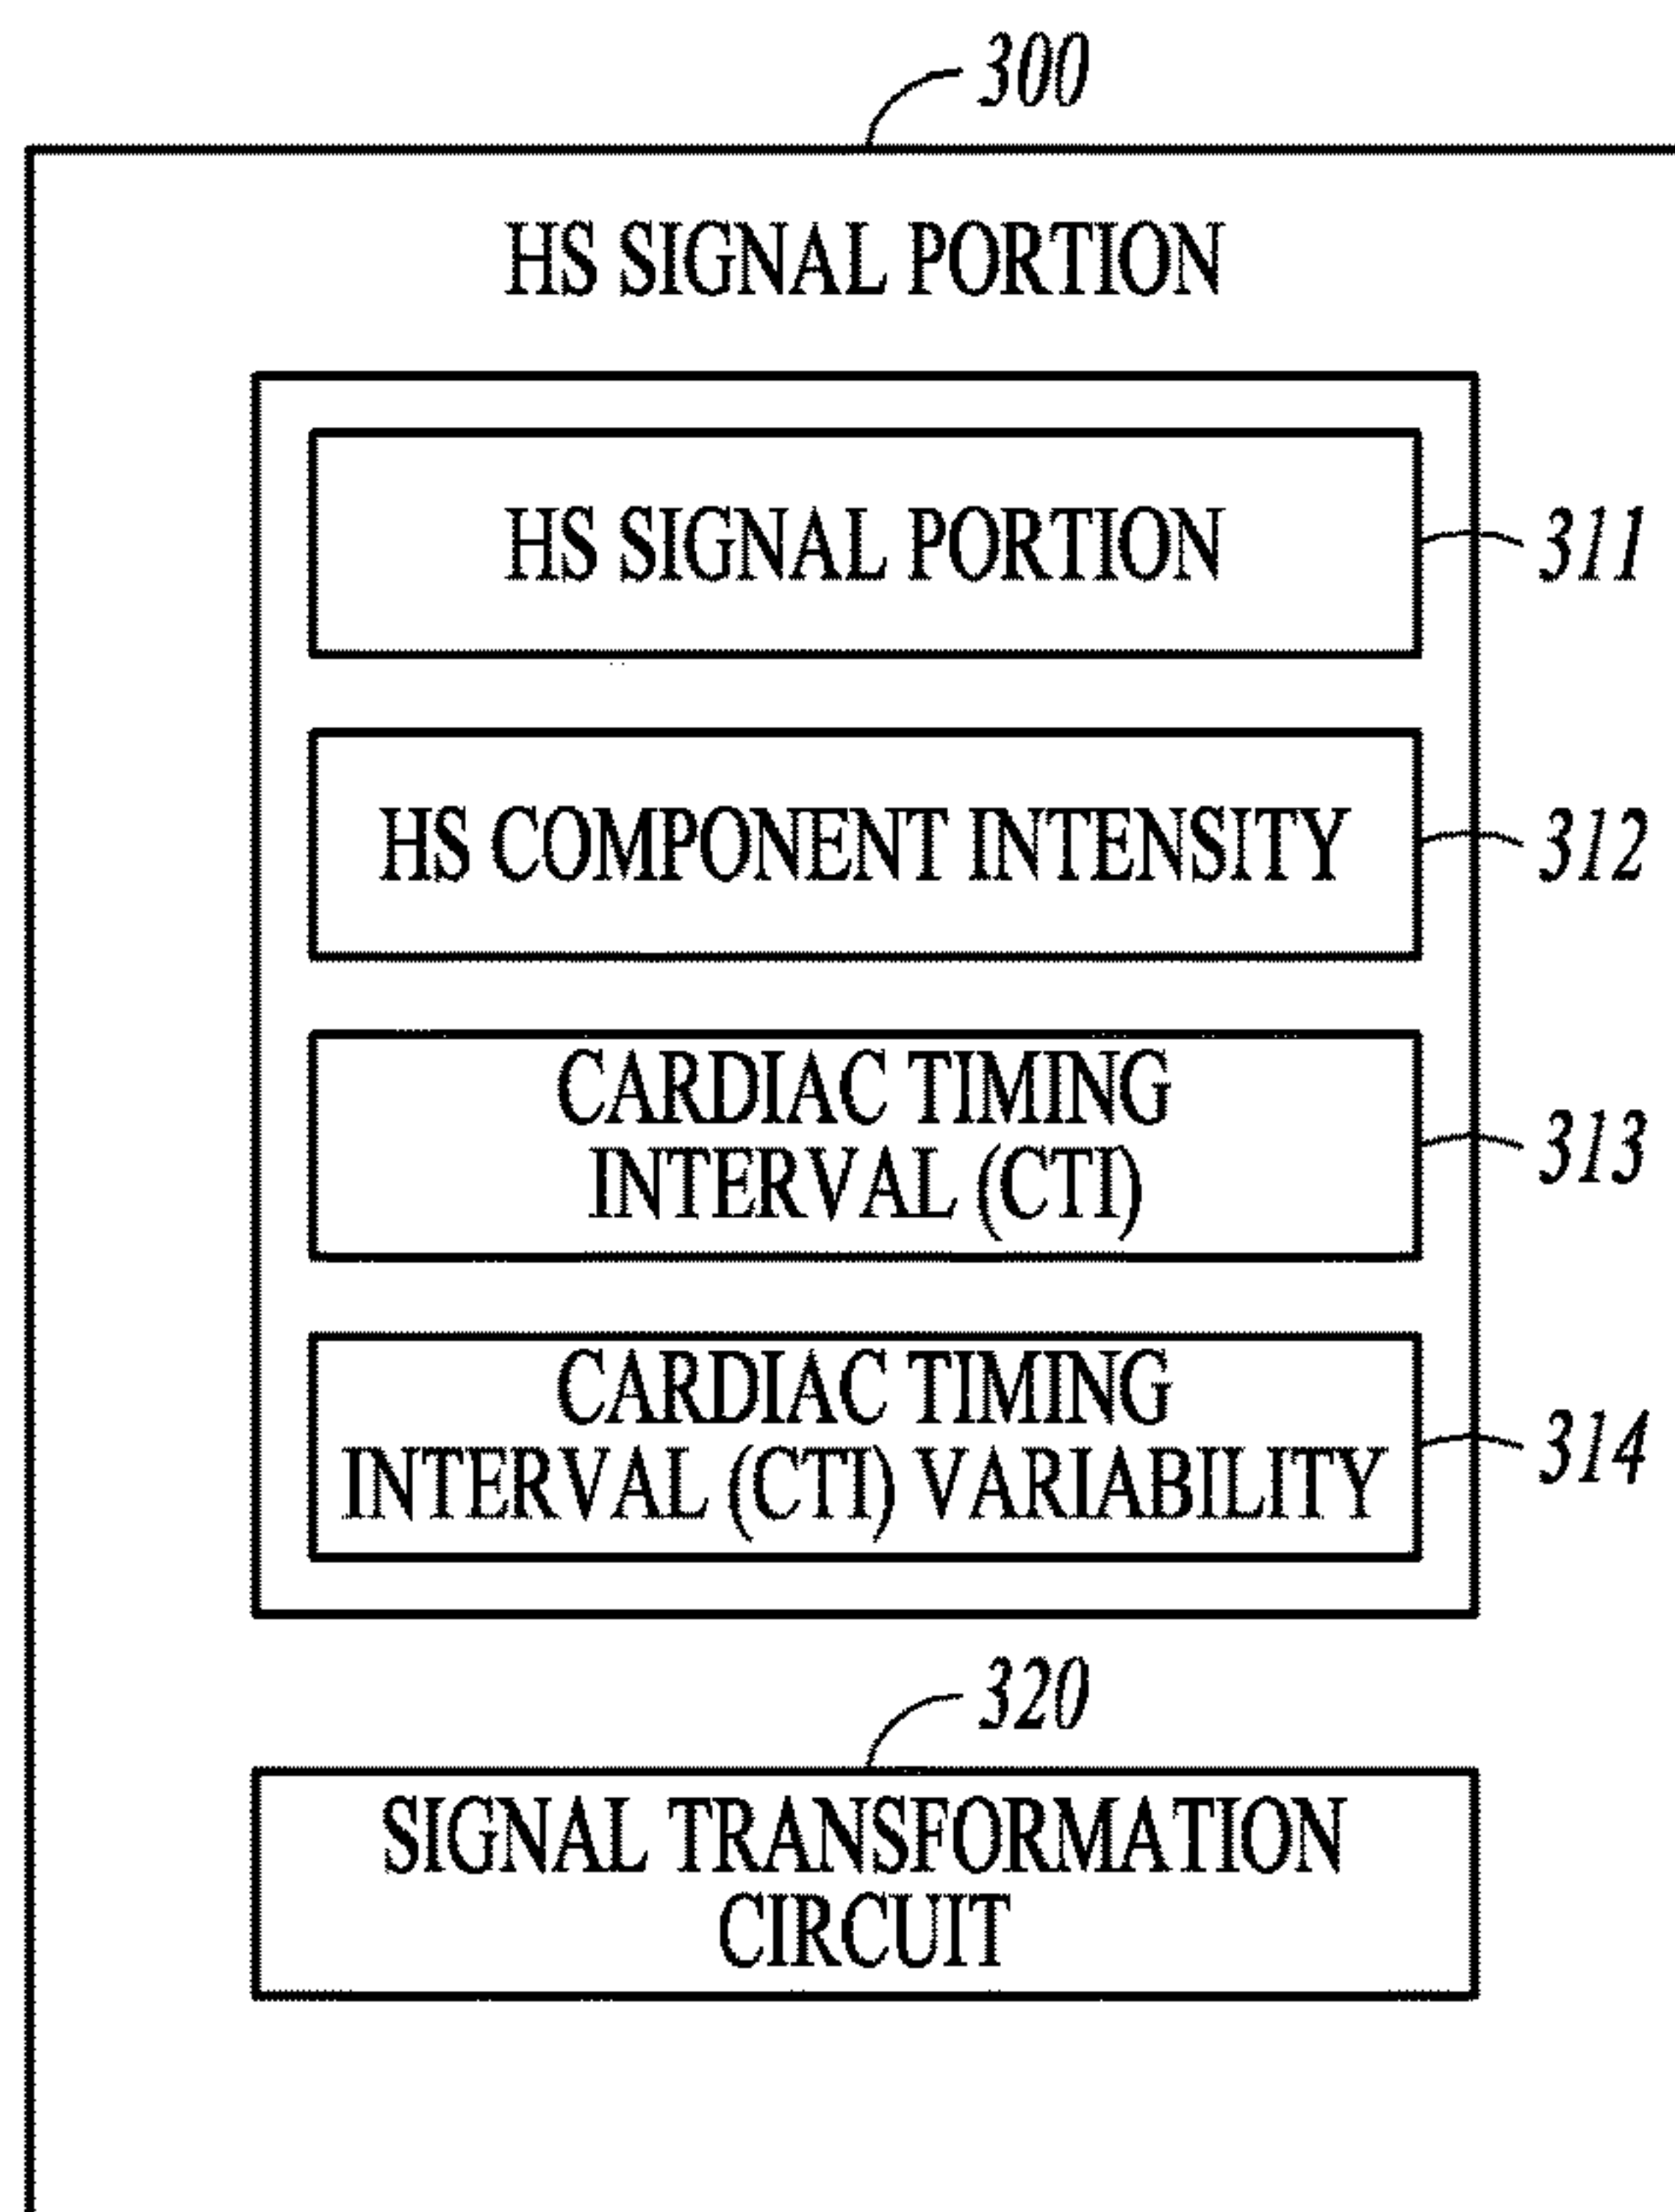 300
HS SIGNAL PORTION
HS SIGNAL PORTION
311
HS COMPONENT INTENSITY
312
CARDIAC TIMING
INTERVAL (CTI)
313
CARDIAC TIMING
INTERVAL (CTI) VARIABILITY
314
320
SIGNAL TRANSFORMATION
CIRCUIT